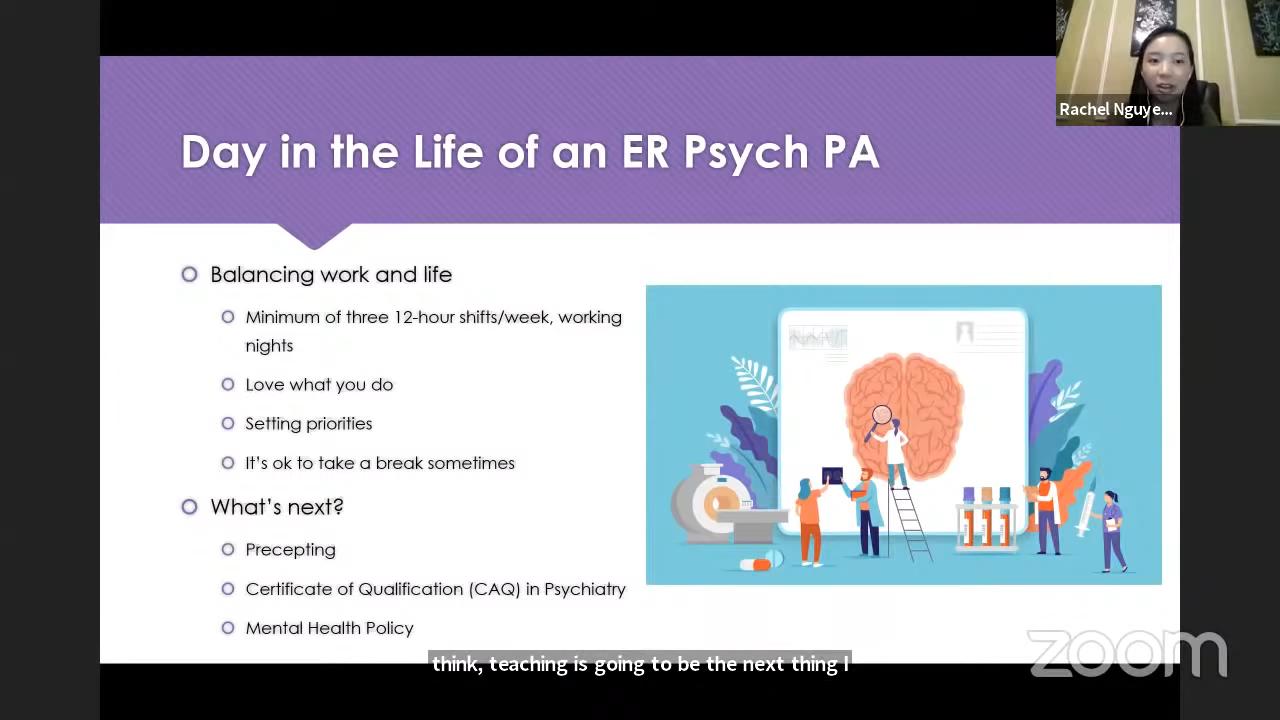 Rachel Nguye...
Day in the Life of an ER Psych PA
Balancing work and life
Minimum of three 12-hour shifts/week, working
nights
Love what you do
Setting priorities
It's ok to take a break sometimes
What's next?
Precepting
Certificate of Qualification (CAQ) in Psychiatry
Mental Health Policy
think, teaching is going to be the next thing I
zoom